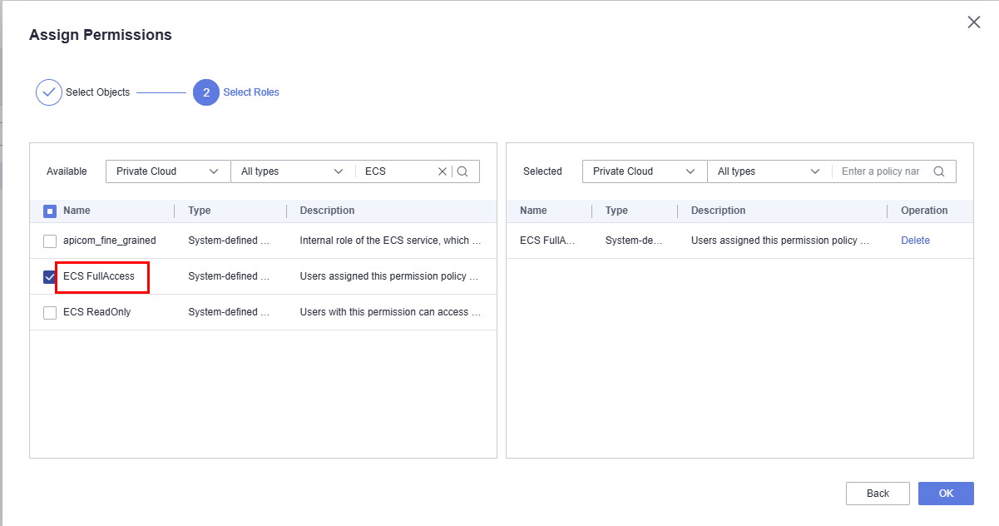 Assign Permissions
Select Objects 2 Select Roles
Available Private Cloud All types ECS
Name Type Description
apicom_fine_grained System-defined ... Internal role of the ECS service, which ...
ECS FullAccess System-defined ... Users assigned this permission policy ...
ECS ReadOnly System-defined ... Users with this permission can access ...
Selected Private Cloud All types Enter a policy nar
Name Type Description Operation
ECS FullA... System-de... Users assigned this permission policy ... Delete
Back OK